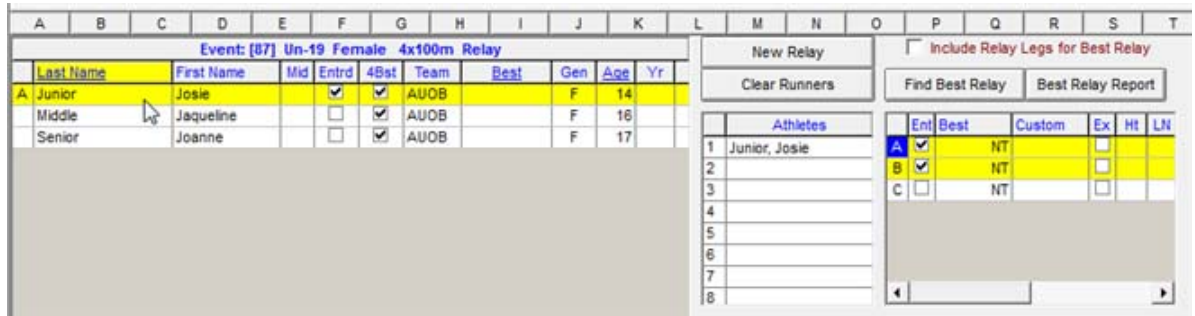 A B C D E F G H I J K L M N O P Q R S T
Event: [87] Un-19 Female 4x100m Relay
Last Name First Name Mid Entrd 4Bst Team Best Gen Age Yr
A Junior Josie AUOB F 14
Middle Jaqueline AUOB F 16
Senior Joanne AUOB F 17
New Relay
Clear Runners
Include Relay Legs for Best Relay
Find Best Relay Best Relay Report
Athletes
1 Junior, Josie
2
3
4
5
6
7
8
Ent Best Custom Ex Ht LN
A NT
B NT
C NT